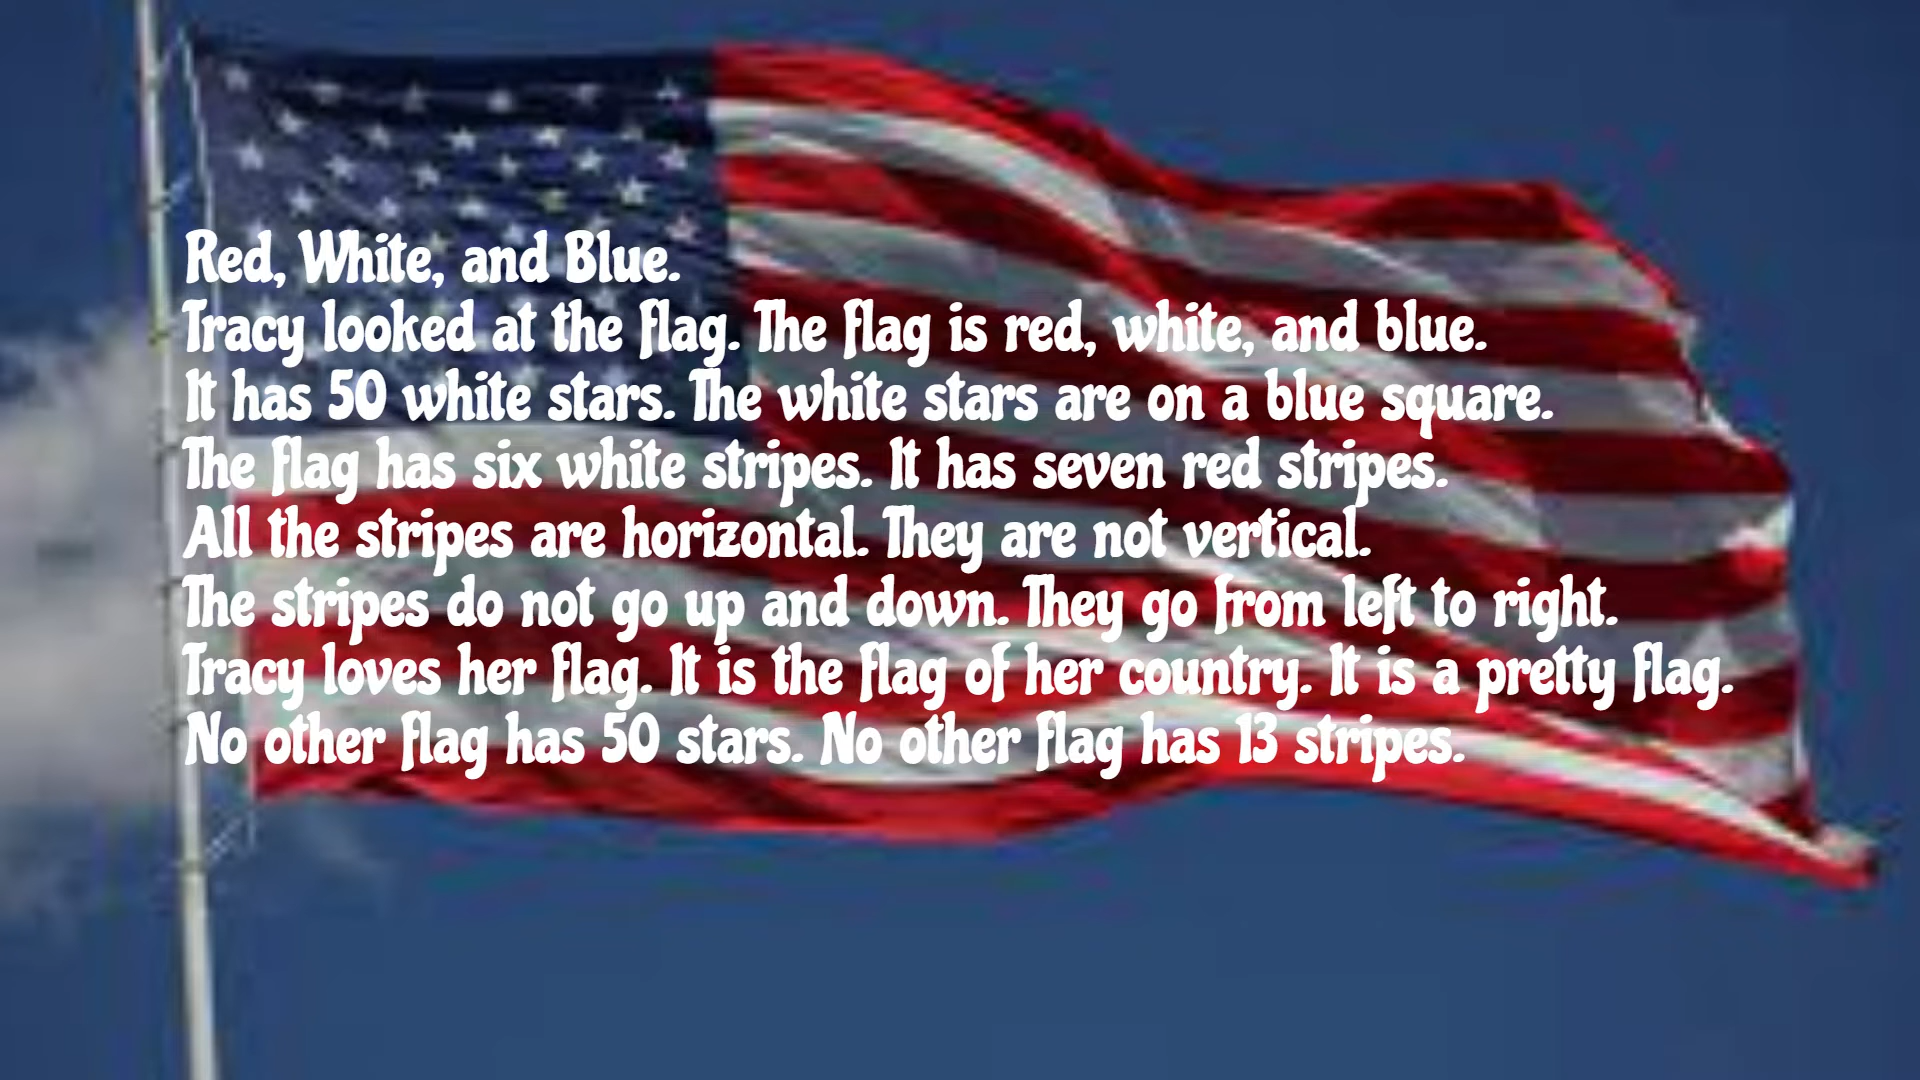 Red, White, and Blue.
Tracy looked at the flag. The flag is red, white, and blue.
It has 50 white stars. The white stars are on a blue square.
The flag has six white stripes. It has seven red stripes.
All the stripes are horizontal. They are not vertical.
The stripes do not go up and down. They go from left to right.
Tracy loves her flag. It is the flag of her country. It is a pretty flag.
No other flag has 50 stars. No other flag has 13 stripes.